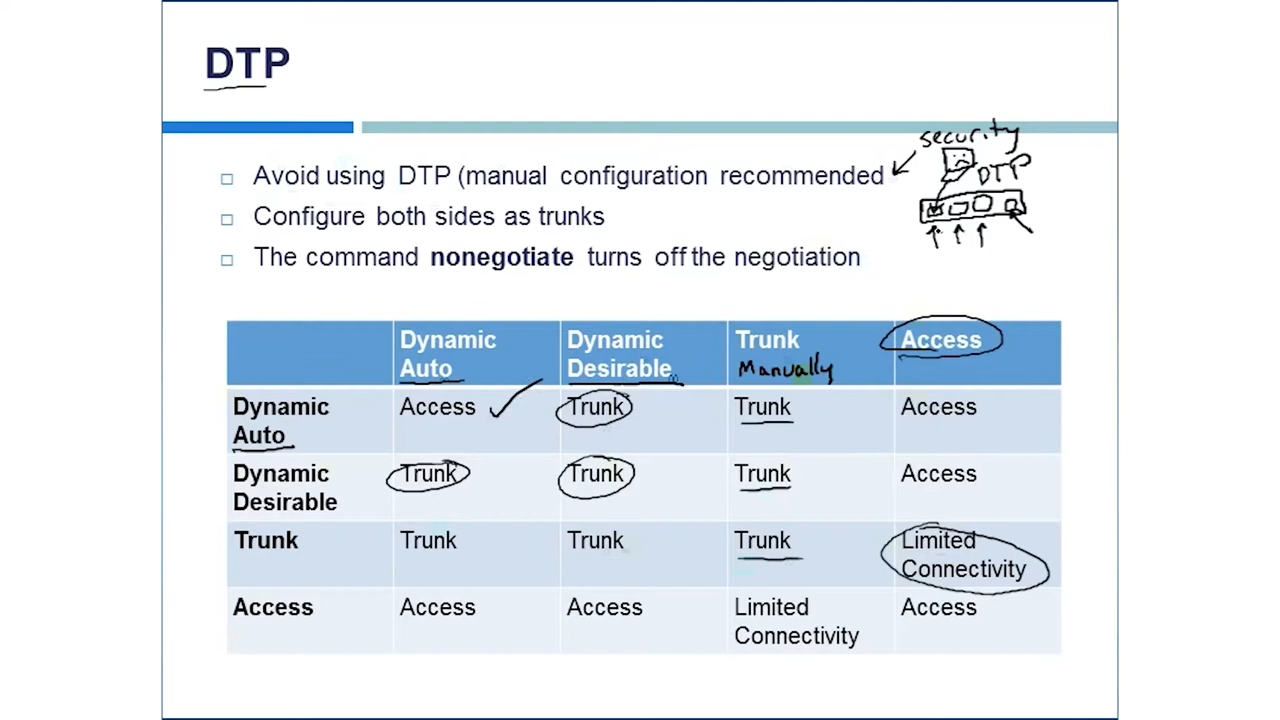 DTP
security
DTP
Avoid using DTP (manual configuration recommended
Configure both sides as trunks
The command nonegotiate turns off the negotiation
Dynamic Auto
Dynamic Desirable
Trunk
Manually
Access
Dynamic Auto
Access
Trunk
Trunk
Access
Dynamic Desirable
Trunk
Trunk
Trunk
Access
Trunk
Trunk
Trunk
Trunk
Limited Connectivity
Access
Access
Access
Limited Connectivity
Access